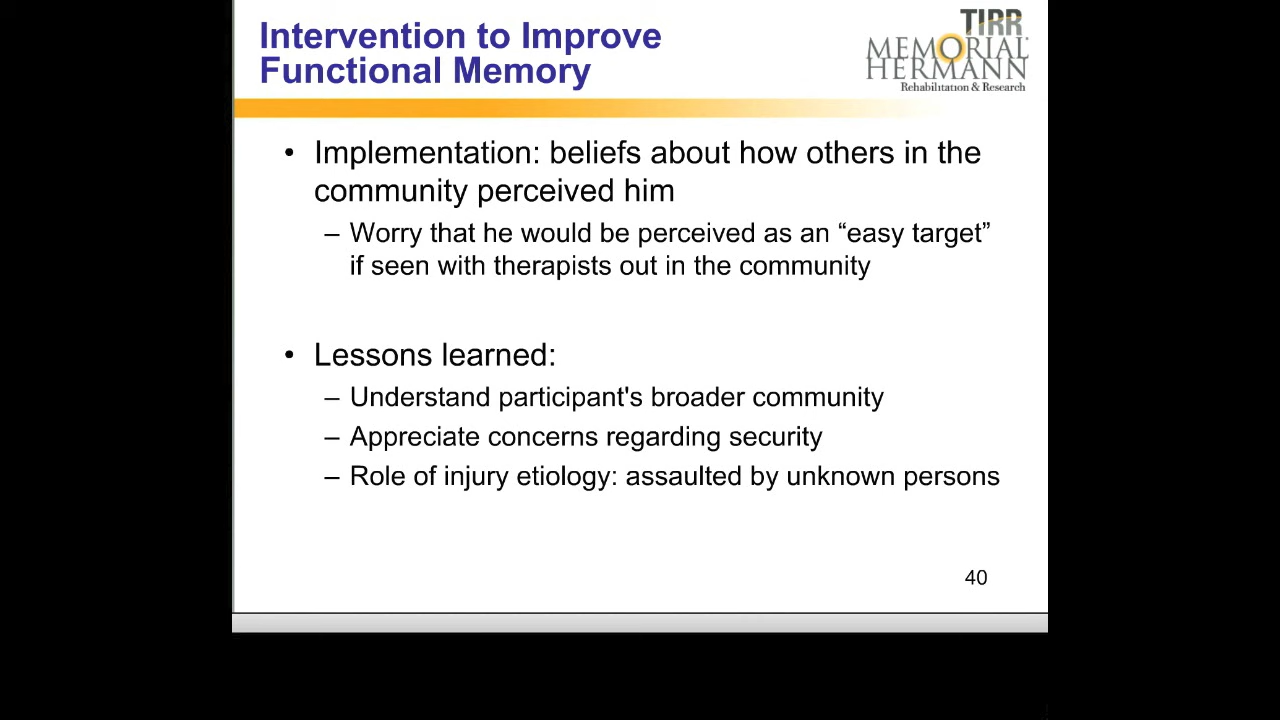 Intervention to Improve
Functional Memory
TIRR
MEMORIAL
HERMANN
Rehabilitation & Research
• Implementation: beliefs about how others in the
community perceived him
– Worry that he would be perceived as an “easy target”
if seen with therapists out in the community
• Lessons learned:
– Understand participant's broader community
– Appreciate concerns regarding security
– Role of injury etiology: assaulted by unknown persons
40